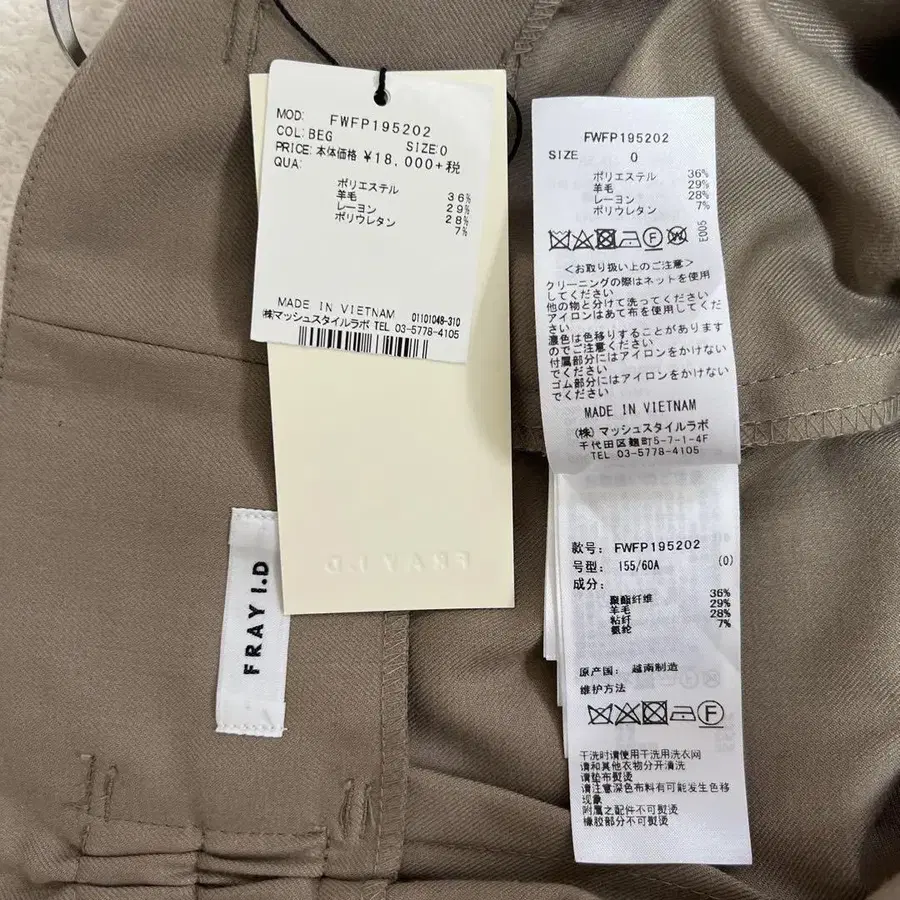 MOD: FWFP195202
COL: BEG SIZE:0
PRICE: 本体価格 ¥18,000+税
QUA:
ポリエステル 36%
羊毛 29%
レーヨン 28%
ポリウレタン 7%
MADE IN VIETNAM 01101048-310
(株)マッシュスタイルラボ TEL 03-5778-4105
FRAY I.D
FRAY I.D
FWFP195202
SIZE 0
ポリエステル 36%
羊毛 29%
レーヨン 28%
ポリウレタン 7%
F W E005
<お取り扱い上のご注意>
クリーニングの際はネットを使用
してください
他の物と分けて洗ってください
アイロンはあて布を使用してくだ
さい
濃色は色移りすることがあります
のでご注意ください
付属部分にはアイロンをかけない
でください
ゴム部分にはアイロンをかけない
でください
MADE IN VIETNAM
(株)マッシュスタイルラボ
千代田区麹町5-7-1-4F
TEL 03-5778-4105
款号: FWFP195202
号型: 155/60A (0)
成分:
聚酯纤维 36%
羊毛 29%
粘纤 28%
氨纶 7%
原产国: 越南制造
维护方法
F
干洗时请使用干洗用洗衣网
请和其他衣物分开清洗
请垫布熨烫
请注意深色布料有可能发生色移
现象
附属之配件不可熨烫
橡胶部分不可熨烫